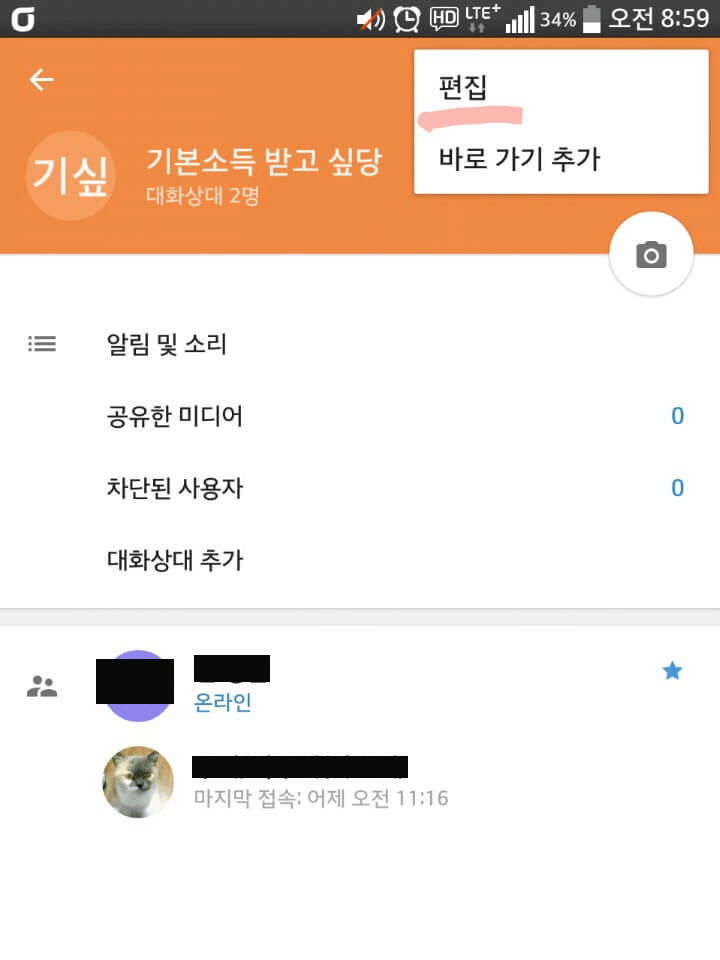 HD LTE+ 34% 오전 8:59
편집
바로 가기 추가
기싶
기본소득 받고 싶당
대화상대 2명
알림 및 소리
공유한 미디어 0
차단된 사용자 0
대화상대 추가
온라인
마지막 접속: 어제 오전 11:16